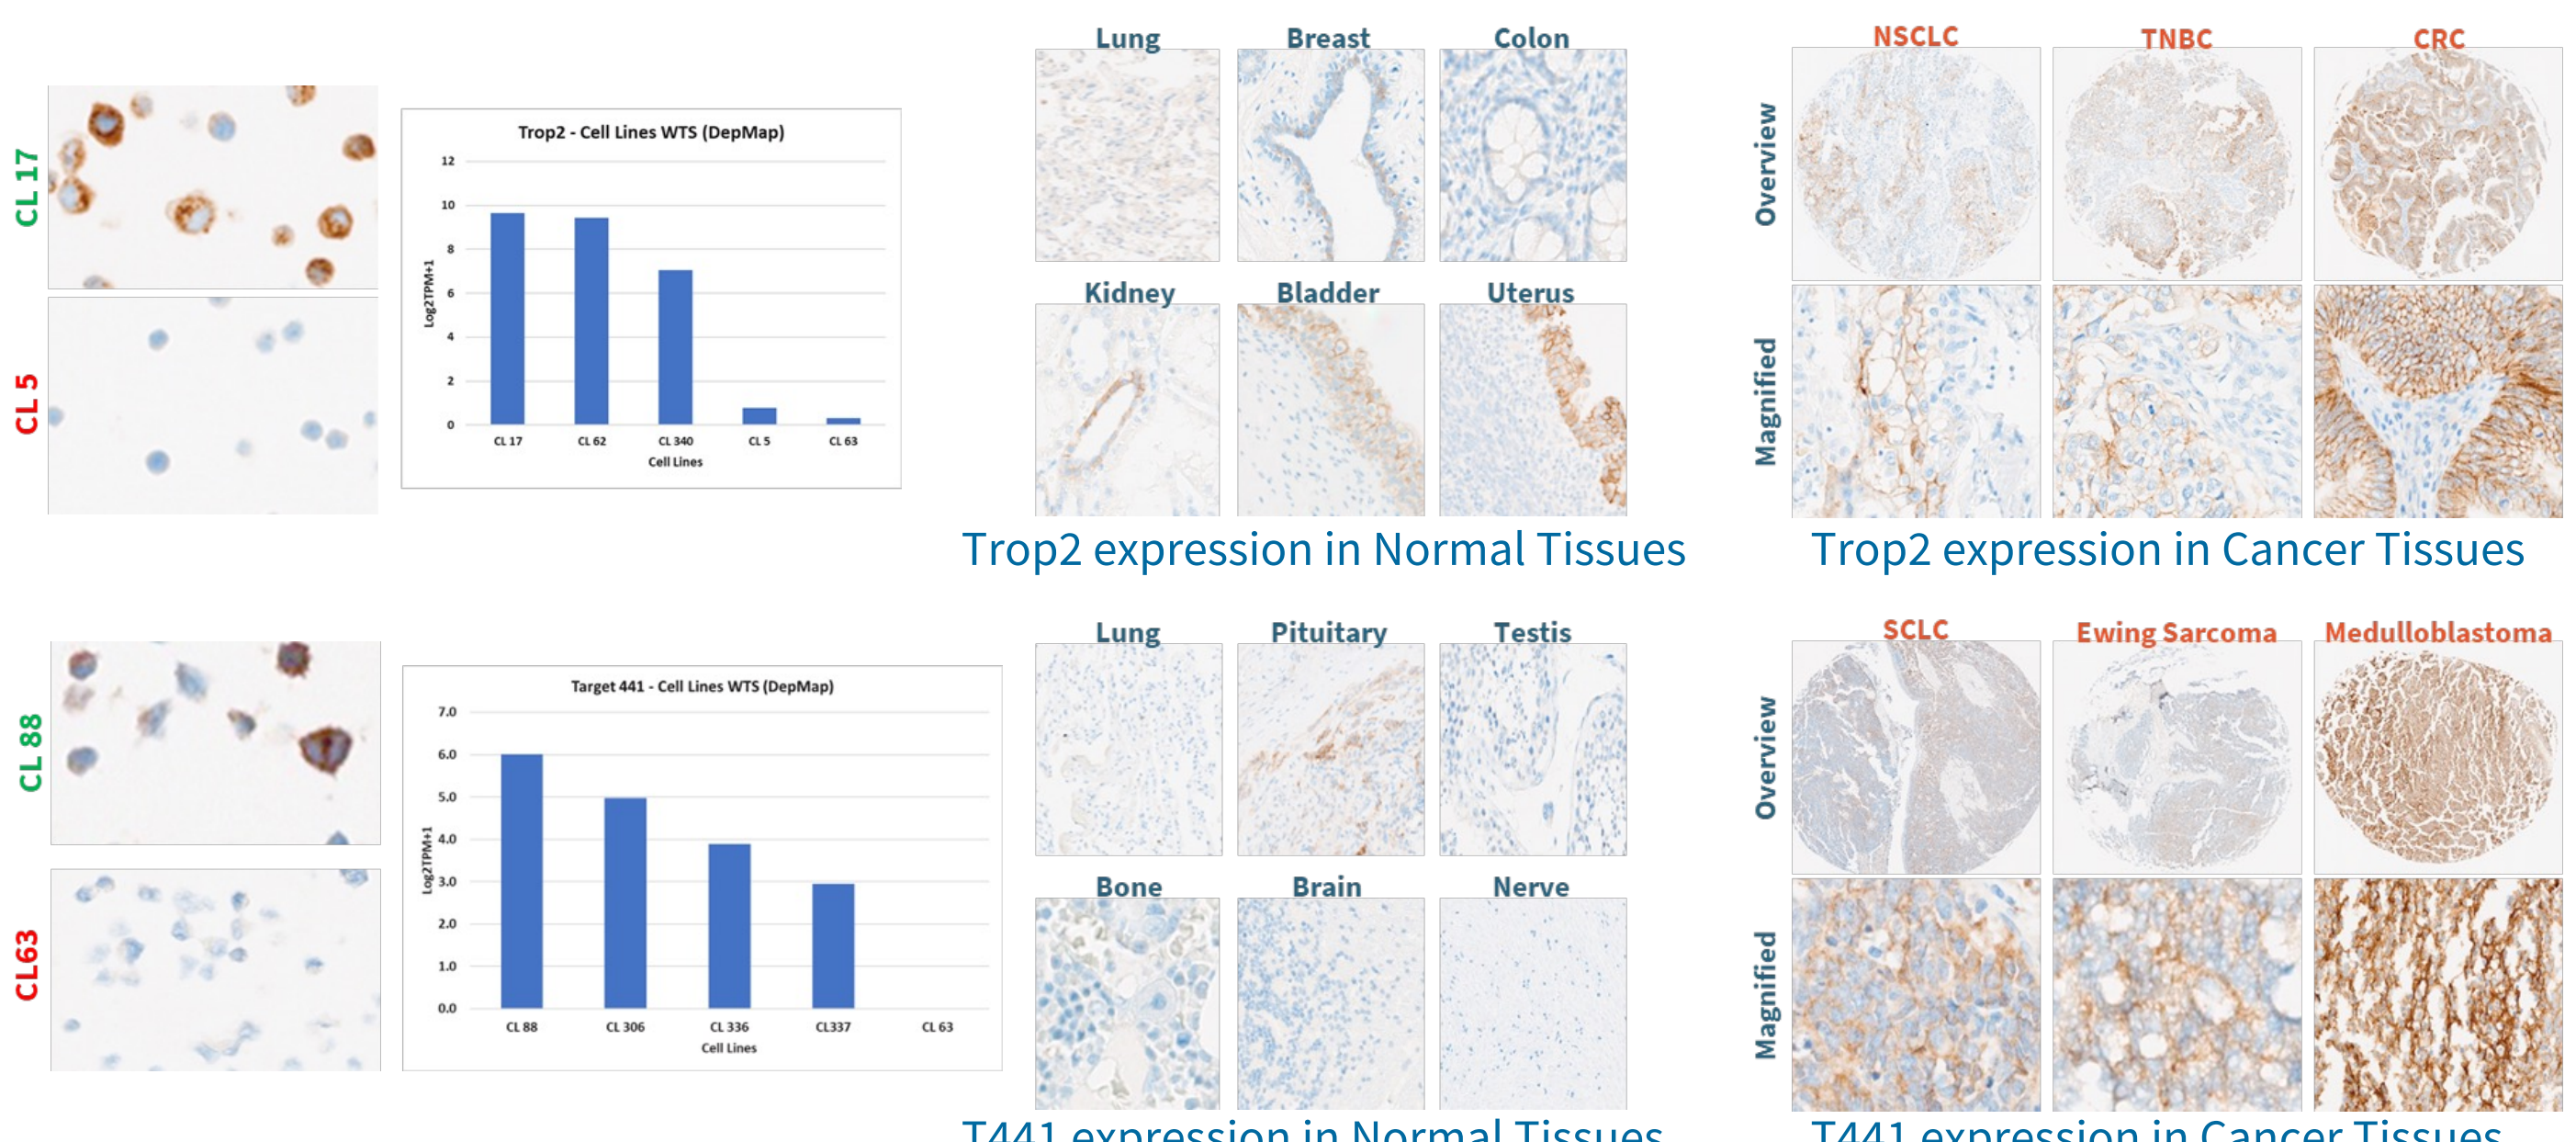 CL 17
CL 5
Trop2 - Cell Lines WTS (DepMap)
12
10
8
6
4
2
0
Log2TPM+1
CL 17 CL 62 CL 340 CL 5 CL 63
Cell Lines
Lung Breast Colon
Kidney Bladder Uterus
Trop2 expression in Normal Tissues
NSCLC TNBC CRC
Overview
Magnified
Trop2 expression in Cancer Tissues
CL 88
CL63
Target 441 - Cell Lines WTS (DepMap)
7.0
6.0
5.0
4.0
3.0
2.0
1.0
0.0
Log2TPM+1
CL 88 CL 306 CL 336 CL337 CL 63
Cell Lines
Lung Pituitary Testis
Bone Brain Nerve
T441 expression in Normal Tissues
SCLC Ewing Sarcoma Medulloblastoma
Overview
Magnified
T441 expression in Cancer Tissues